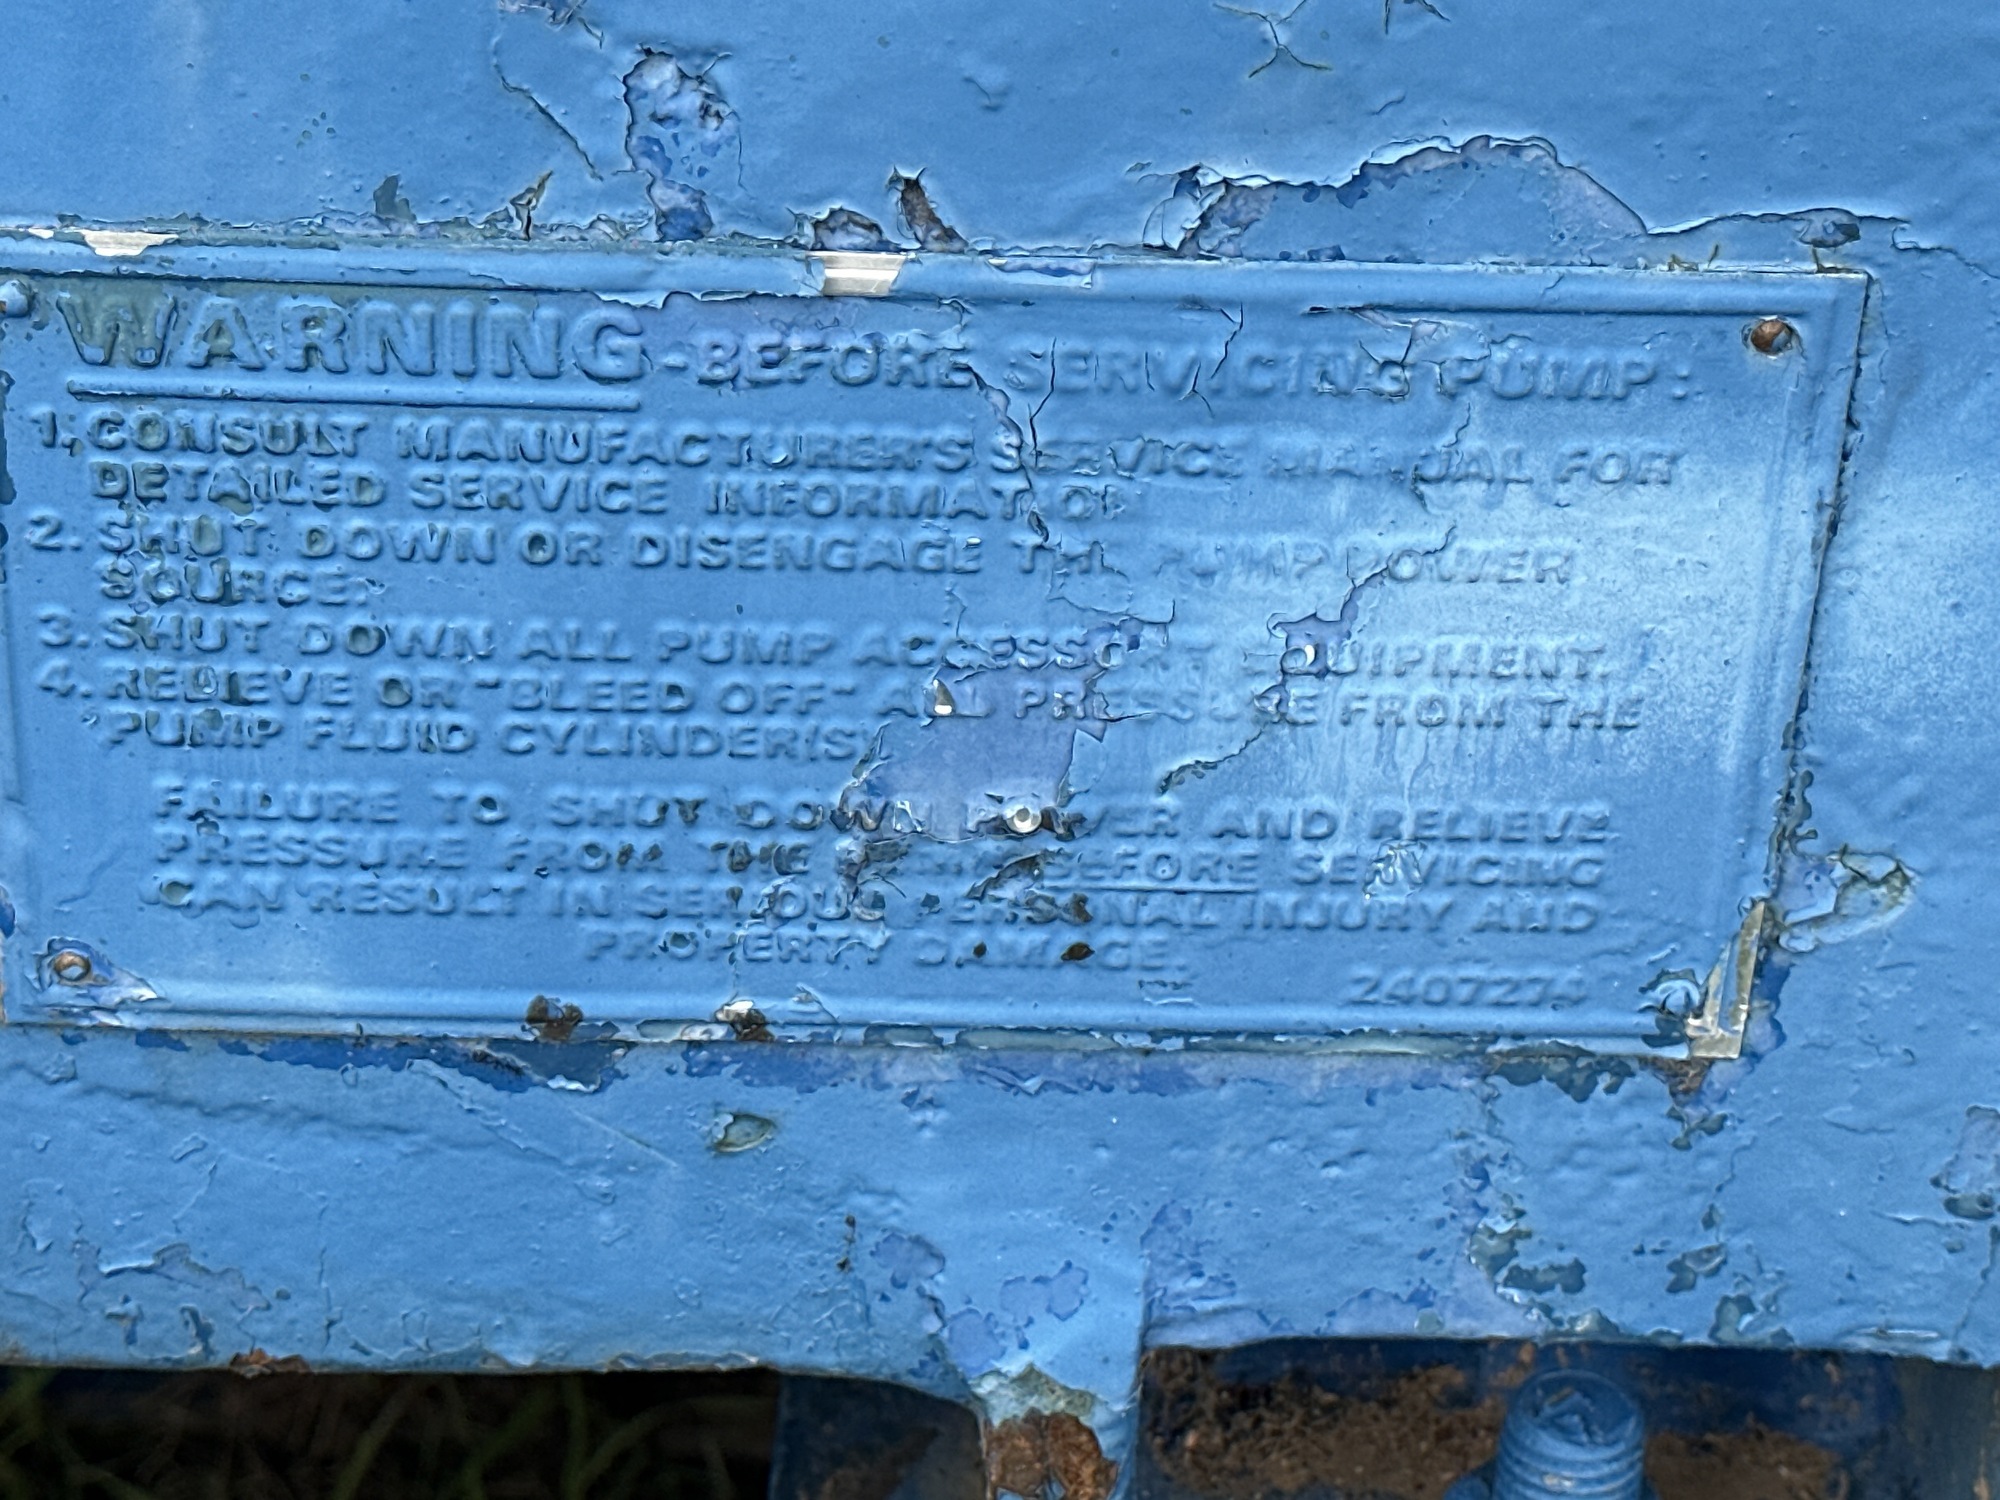 WARNING-BEFORE SERVICING PUMP:
1. CONSULT MANUFACTURER'S SERVICE MANUAL FOR
DETAILED SERVICE INFORMATION
2. SHUT DOWN OR DISENGAGE THE PUMP POWER
SOURCE.
3. SHUT DOWN ALL PUMP ACCESSORY EQUIPMENT.
4. RELIEVE OR "BLEED OFF" ALL PRESSURE FROM THE
PUMP FLUID CYLINDER(S)
FAILURE TO SHUT DOWN POWER AND RELIEVE
PRESSURE FROM THE PUMP BEFORE SERVICING
CAN RESULT IN SERIOUS PERSONAL INJURY AND
PROPERTY DAMAGE.
2407274